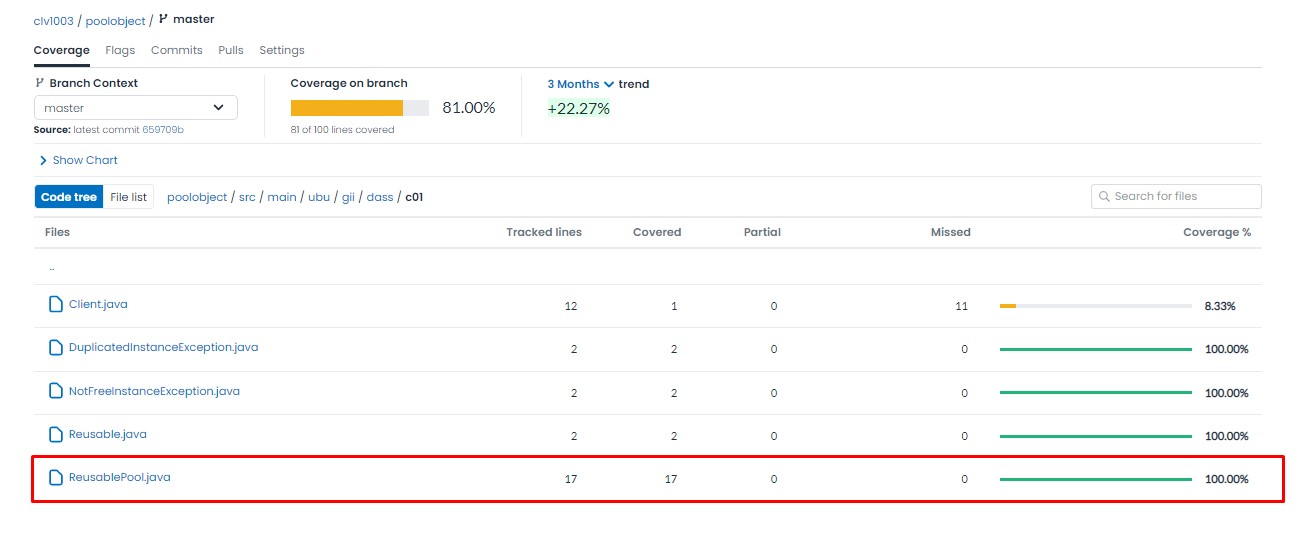 clv1003 / poolobject / master
Coverage Flags Commits Pulls Settings
Branch Context
master
Source: latest commit 659709b
Coverage on branch
81.00%
81 of 100 lines covered
3 Months trend
+22.27%
Show Chart
Code tree File list poolobject / src / main / ubu / gii / dass / c01 Search for files
Files Tracked lines Covered Partial Missed Coverage %
..
Client.java 12 1 0 11 8.33%
DuplicatedInstanceException.java 2 2 0 0 100.00%
NotFreeInstanceException.java 2 2 0 0 100.00%
Reusable.java 2 2 0 0 100.00%
ReusablePool.java 17 17 0 0 100.00%